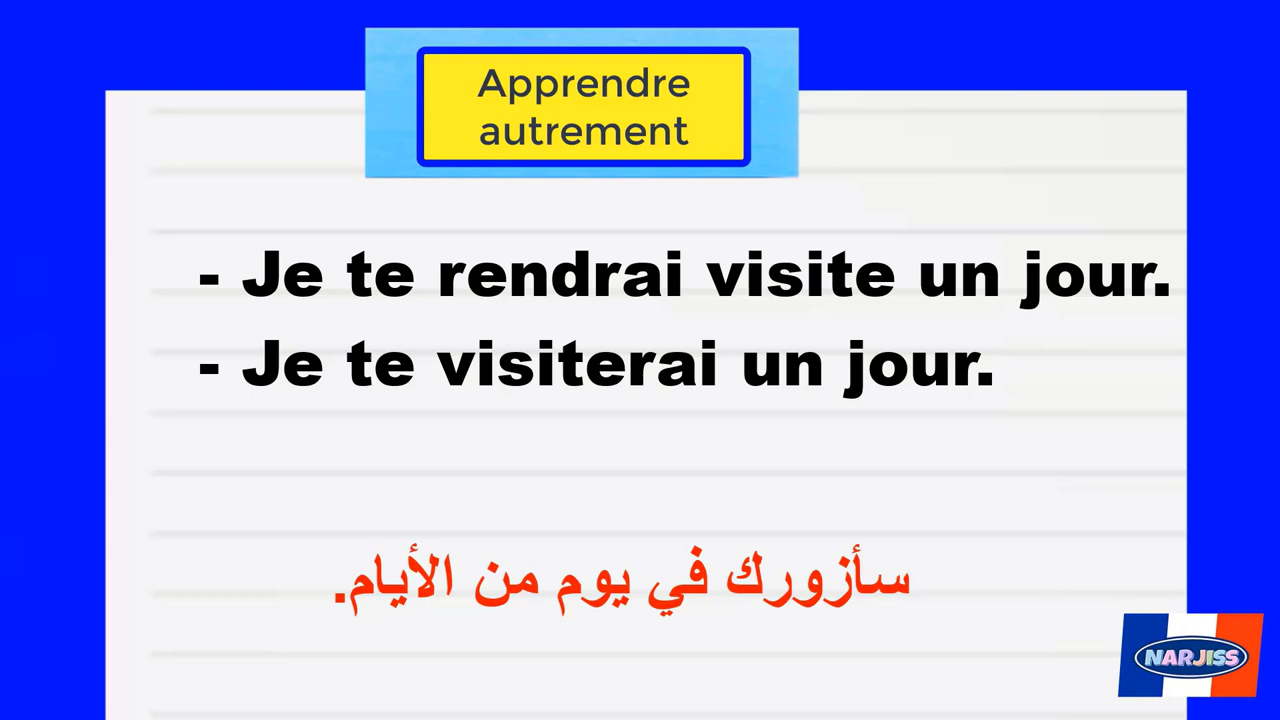 Apprendre
autrement
- Je te rendrai visite un jour.
- Je te visiterai un jour.
سأزورك في يوم من الأيام.
NARJISS